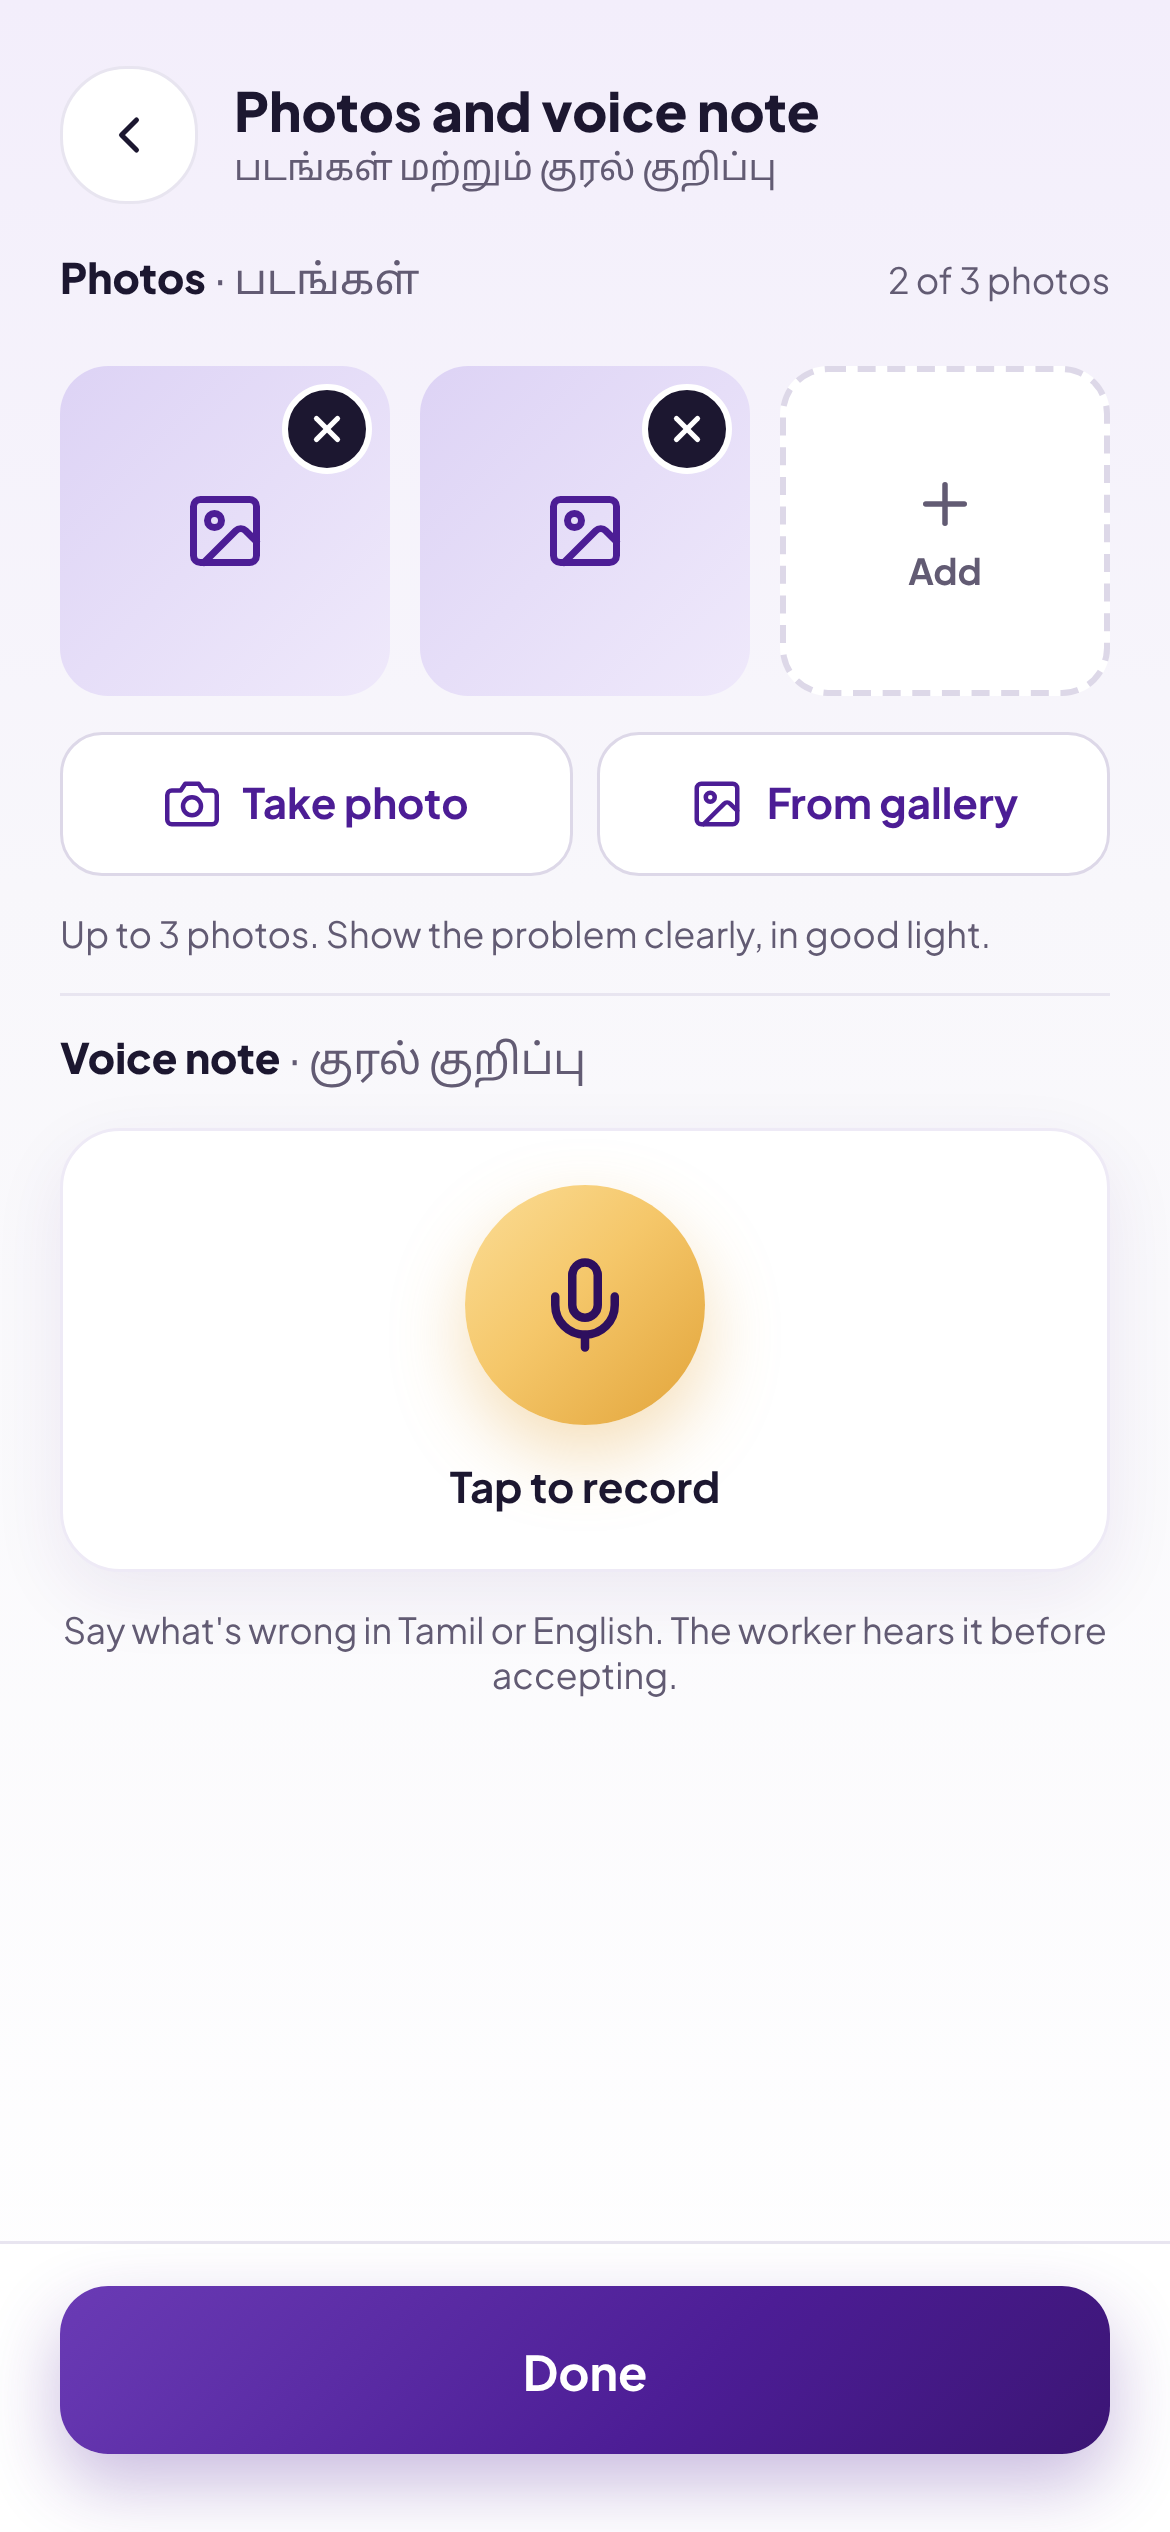 Photos and voice note
படங்கள் மற்றும் குரல் குறிப்பு
Photos · படங்கள்
2 of 3 photos
Add
Take photo
From gallery
Up to 3 photos. Show the problem clearly, in good light.
Voice note · குரல் குறிப்பு
Tap to record
Say what's wrong in Tamil or English. The worker hears it before
accepting.
Done